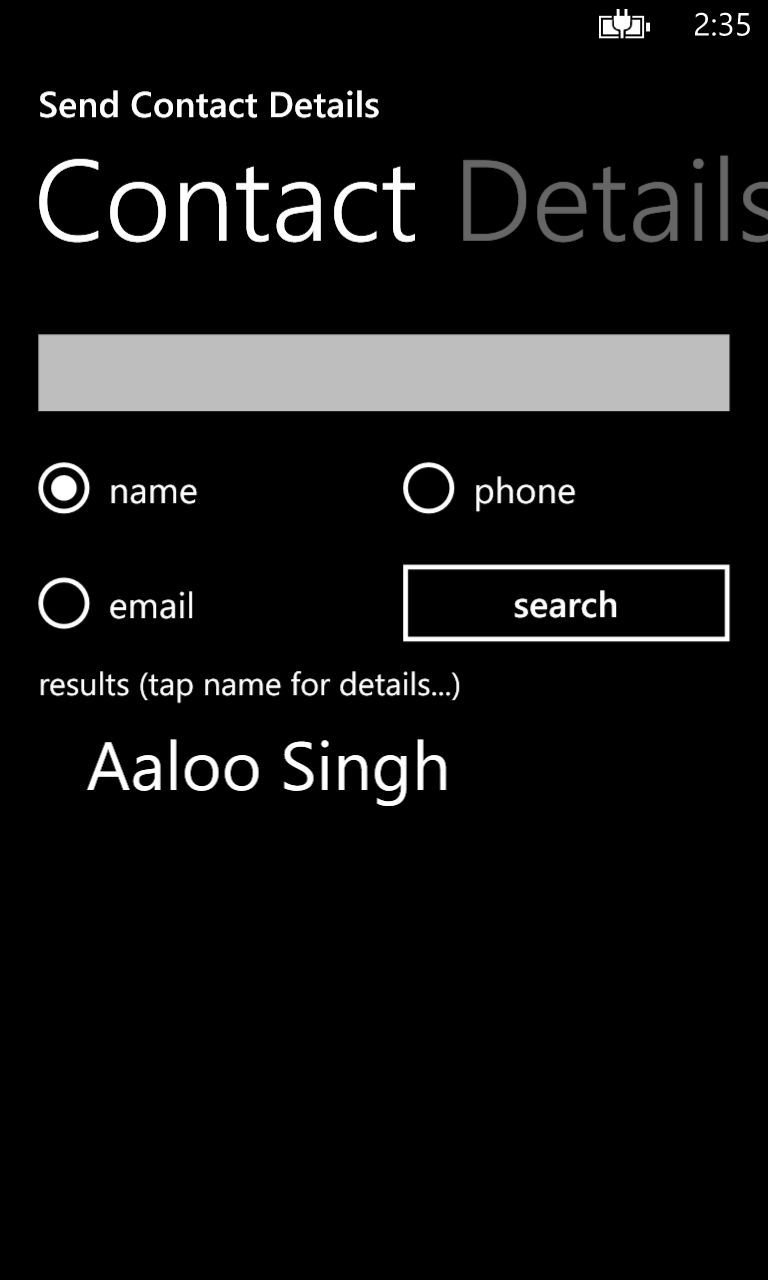 2:35
Send Contact Details
Contact Details
name
phone
email
search
results (tap name for details...)
Aaloo Singh